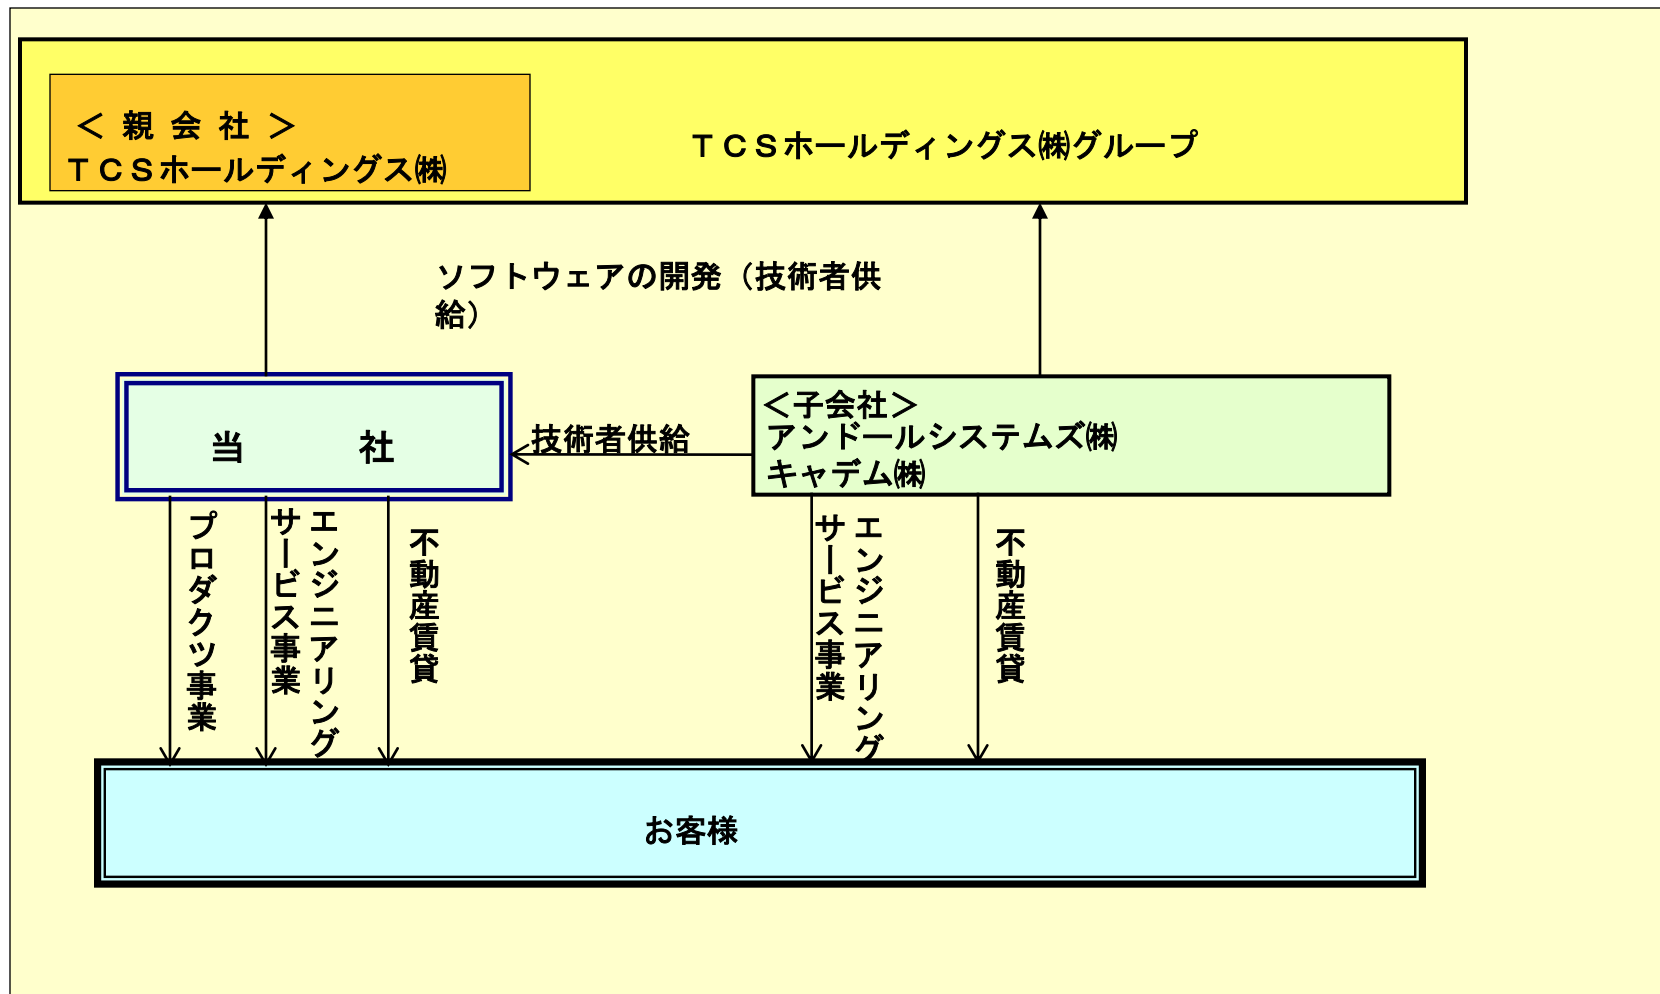 ＜ 親 会 社 ＞
ＴＣＳホールディングス㈱
ＴＣＳホールディングス㈱グループ
ソフトウェアの開発（技術者供
給）
当　　　社
技術者供給
＜子会社＞
アンドールシステムズ㈱
キャデム㈱
プロダクツ事業
エンジニアリング
サービス事業
不動産賃貸
エンジニアリング
サービス事業
不動産賃貸
お客様